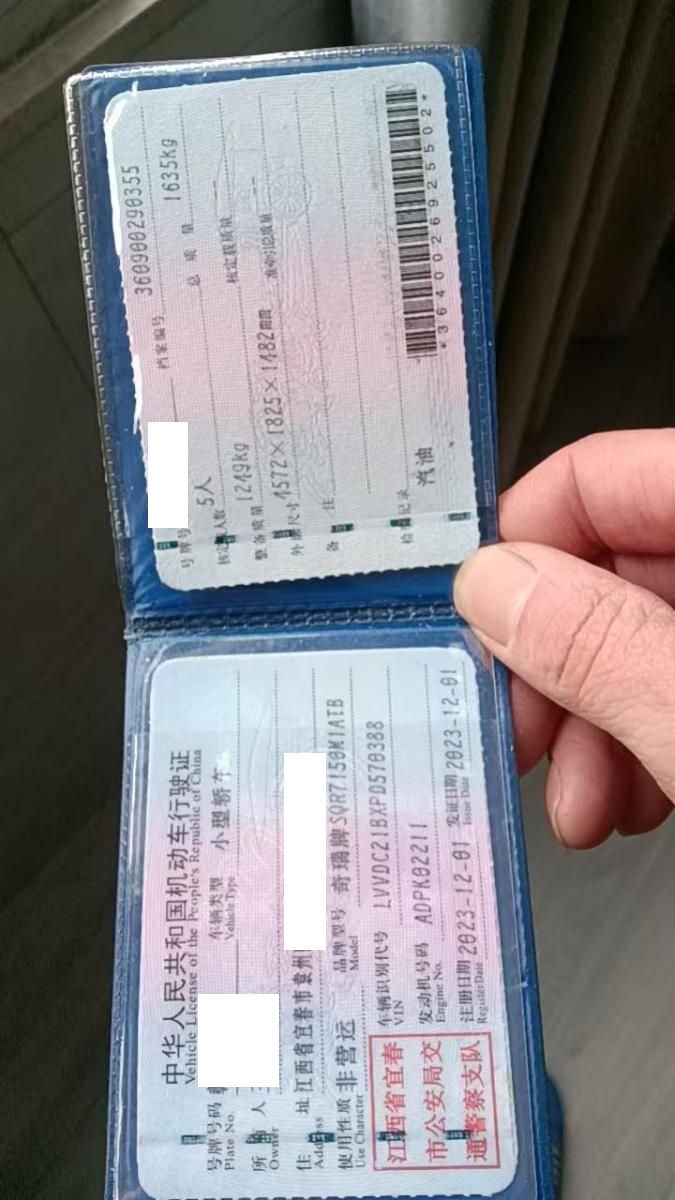 中华人民共和国机动车行驶证
Vehicle License of the People's Republic of China
号牌号码
Plate No.
车辆类型 小型轿车
Vehicle Type
所有人
Owner
住址 江西省宜春市袁州
Address
使用性质 非营运
Use Character
品牌型号 奇瑞牌SQR7150M1ATB
Model
江西省宜春
市公安局交
通警察支队
车辆识别代号 LVVDC21BXPD570388
VIN
发动机号码 ADPK02211
Engine No.
注册日期 2023-12-01
Register Date
发证日期 2023-12-01
Issue Date
号牌号
档案编号 360900290355
核定载人数 5人
总质量 1635kg
整备质量 1249kg
核定载质量 --
外廓尺寸 4572×1825×1482mm
准牵引总质量 --
备注
检验记录
汽油
*3640026925502*